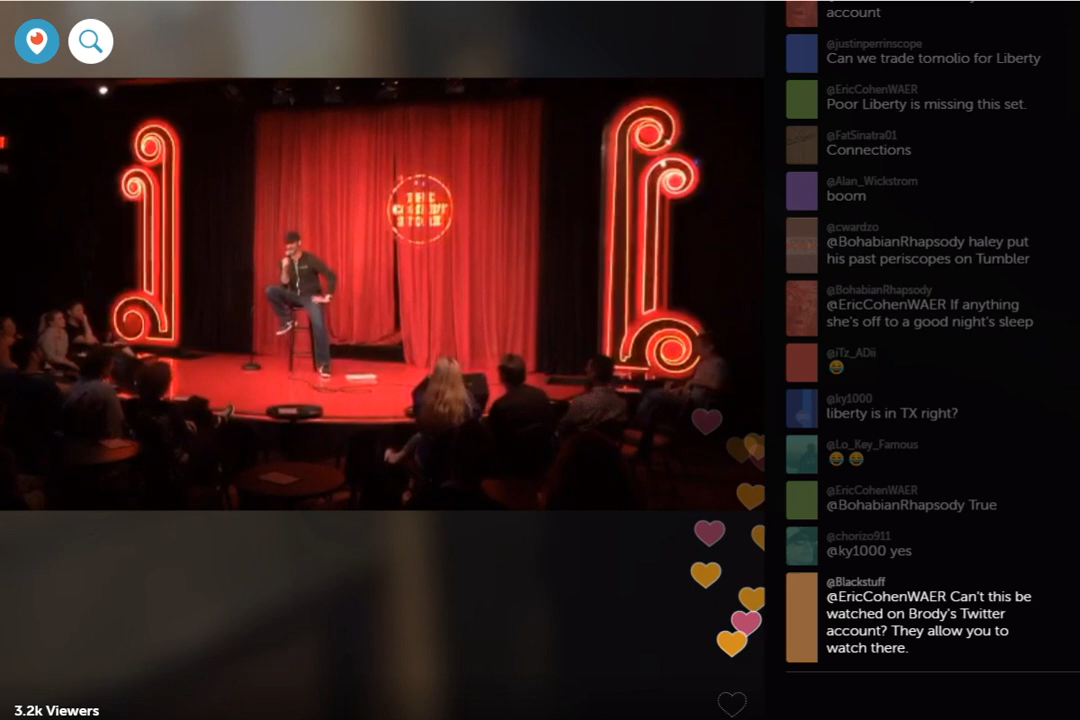 account
@justinperrinscope
Can we trade tomolio for Liberty
@EricCohenWAER
Poor Liberty is missing this set.
@FatSinatra01
Connections
@Alan_Wickstrom
boom
@cwardzo
@BohabianRhapsody haley put
his past periscopes on Tumbler
@BohabianRhapsody
@EricCohenWAER If anything
she's off to a good night's sleep
@iTz_ADii
@ky1000
liberty is in TX right?
@Lo_Key_Famous
@EricCohenWAER
@BohabianRhapsody True
@chorizo911
@ky1000 yes
@Blackstuff
@EricCohenWAER Can't this be
watched on Brody's Twitter
account? They allow you to
watch there.
THE
COMEDY
STORE
3.2k Viewers